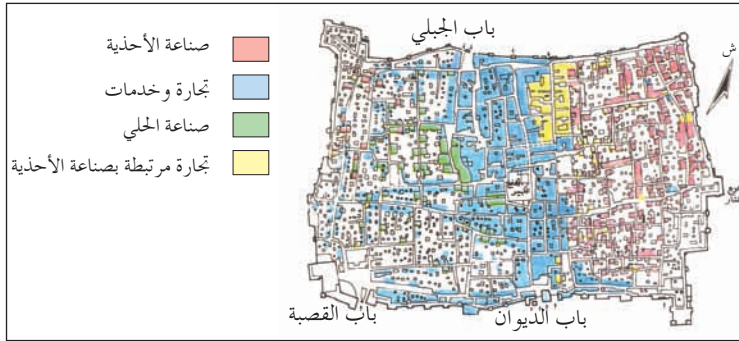 صناعة الأحذية
تجارة وخدمات
صناعة الحلي
تجارة مرتبطة بصناعة الأحذية
باب الجبلي
ش
باب القصبة
باب الديوان